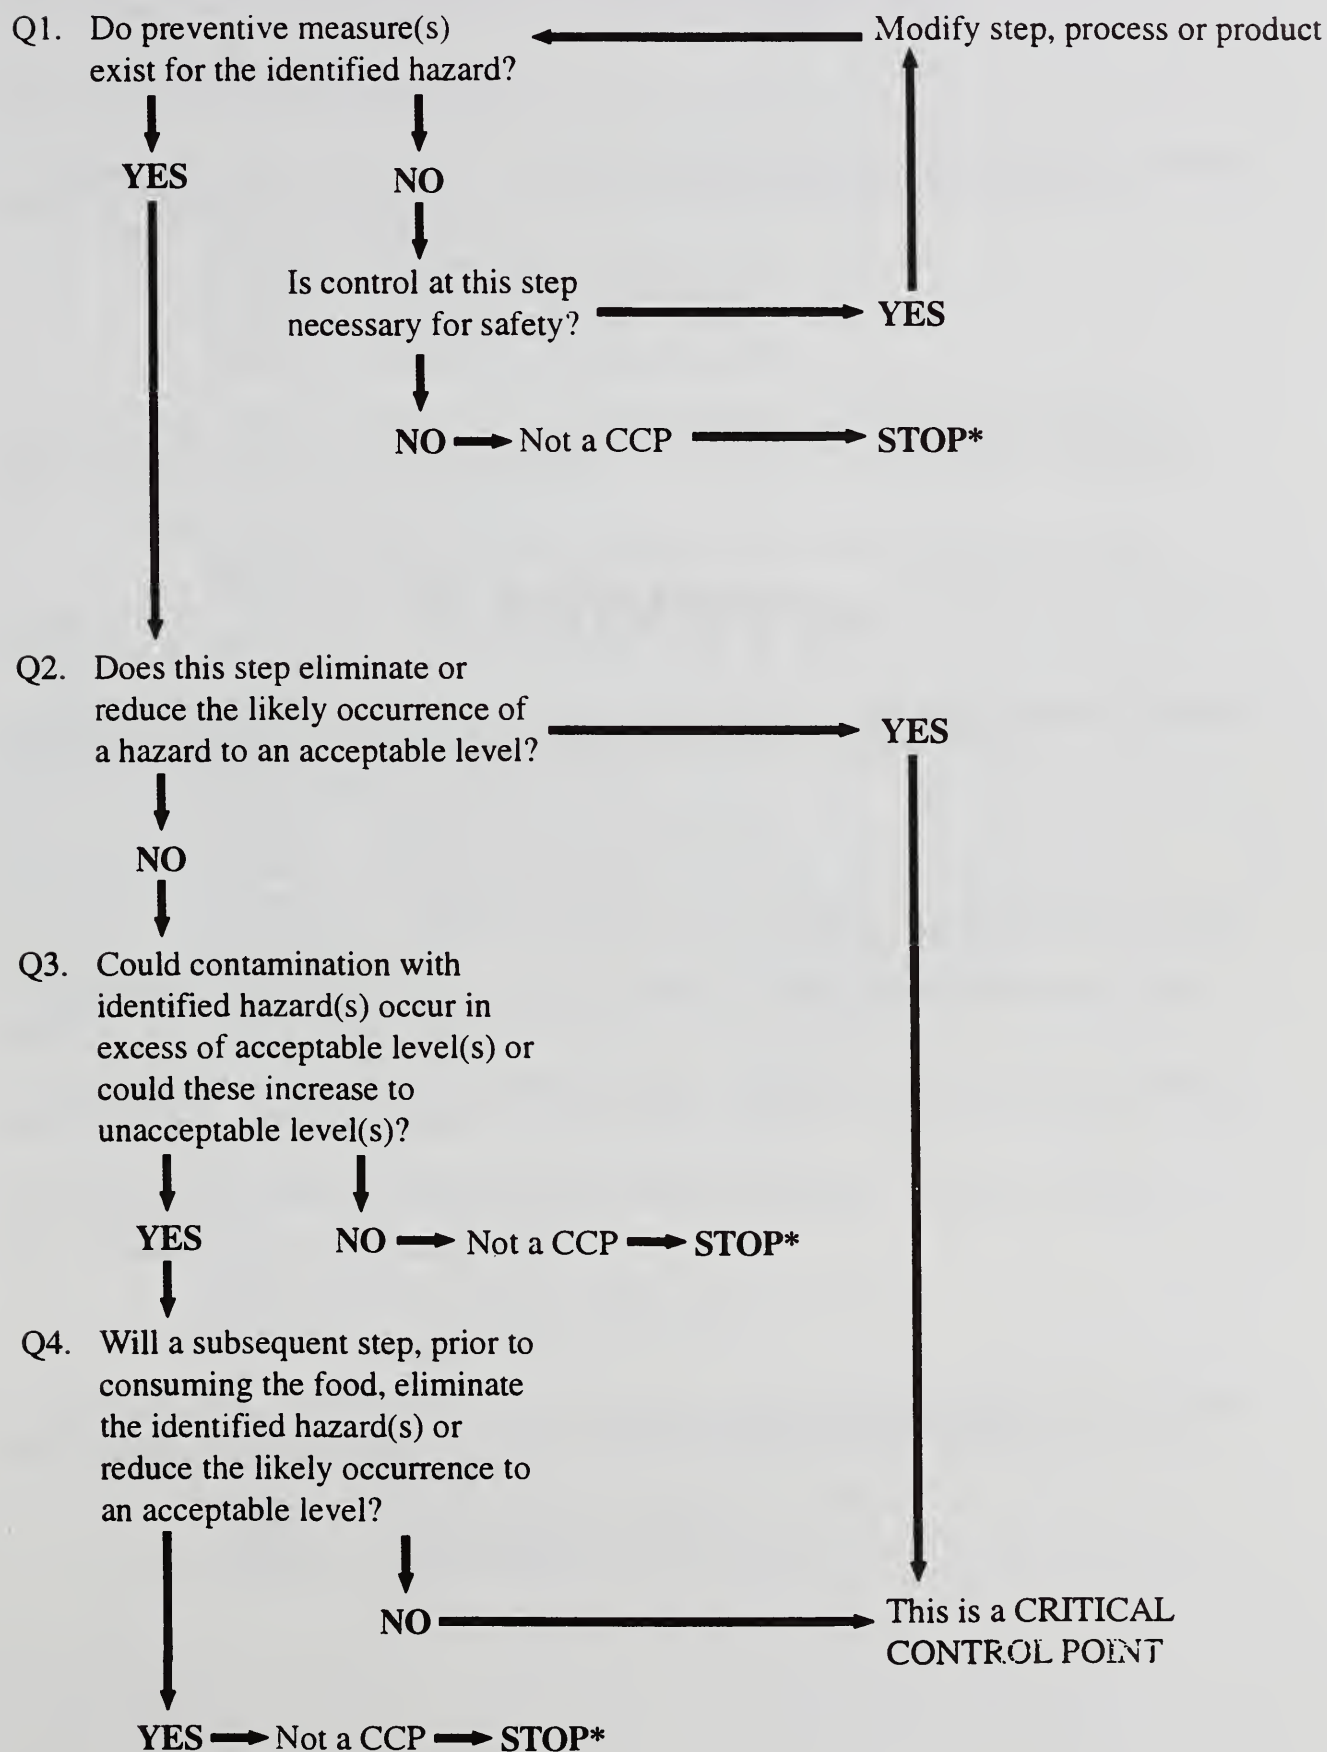 Q1. Do preventive measure(s)
exist for the identified hazard?
Modify step, process or product
YES
NO
Is control at this step
necessary for safety?
YES
NO
Not a CCP
STOP*
Q2. Does this step eliminate or
reduce the likely occurrence of
a hazard to an acceptable level?
YES
NO
Q3. Could contamination with
identified hazard(s) occur in
excess of acceptable level(s) or
could these increase to
unacceptable level(s)?
YES
NO
Not a CCP
STOP*
Q4. Will a subsequent step, prior to
consuming the food, eliminate
the identified hazard(s) or
reduce the likely occurrence to
an acceptable level?
NO
This is a CRITICAL
CONTROL POINT
YES
Not a CCP
STOP*